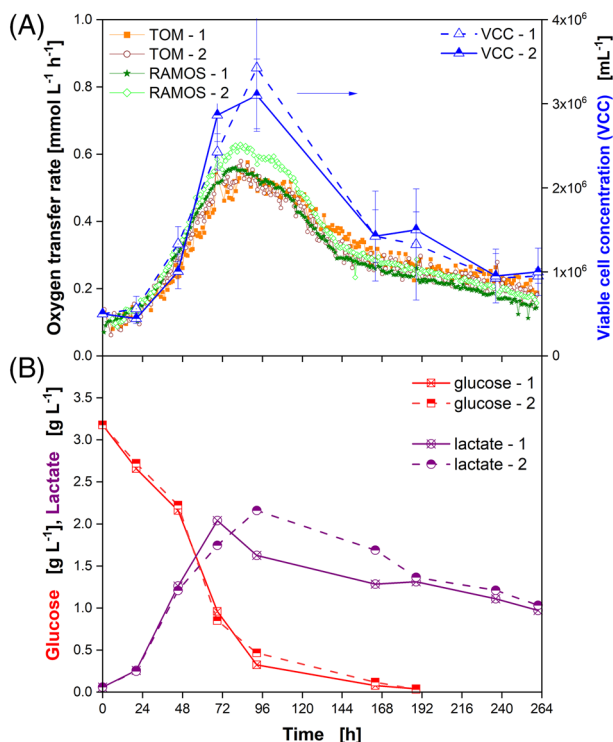 (A)
TOM - 1
TOM - 2
RAMOS - 1
RAMOS - 2
VCC - 1
VCC - 2
Oxygen transfer rate [mmol L⁻¹ h⁻¹]
1.0
0.8
0.6
0.4
0.2
0.0
Viable cell concentration (VCC) [mL⁻¹]
4x10⁶
3x10⁶
2x10⁶
1x10⁶
0
(B)
glucose - 1
glucose - 2
lactate - 1
lactate - 2
Glucose [g L⁻¹], Lactate [g L⁻¹]
3.5
3.0
2.5
2.0
1.5
1.0
0.5
0.0
0 24 48 72 96 120 144 168 192 216 240 264
Time [h]